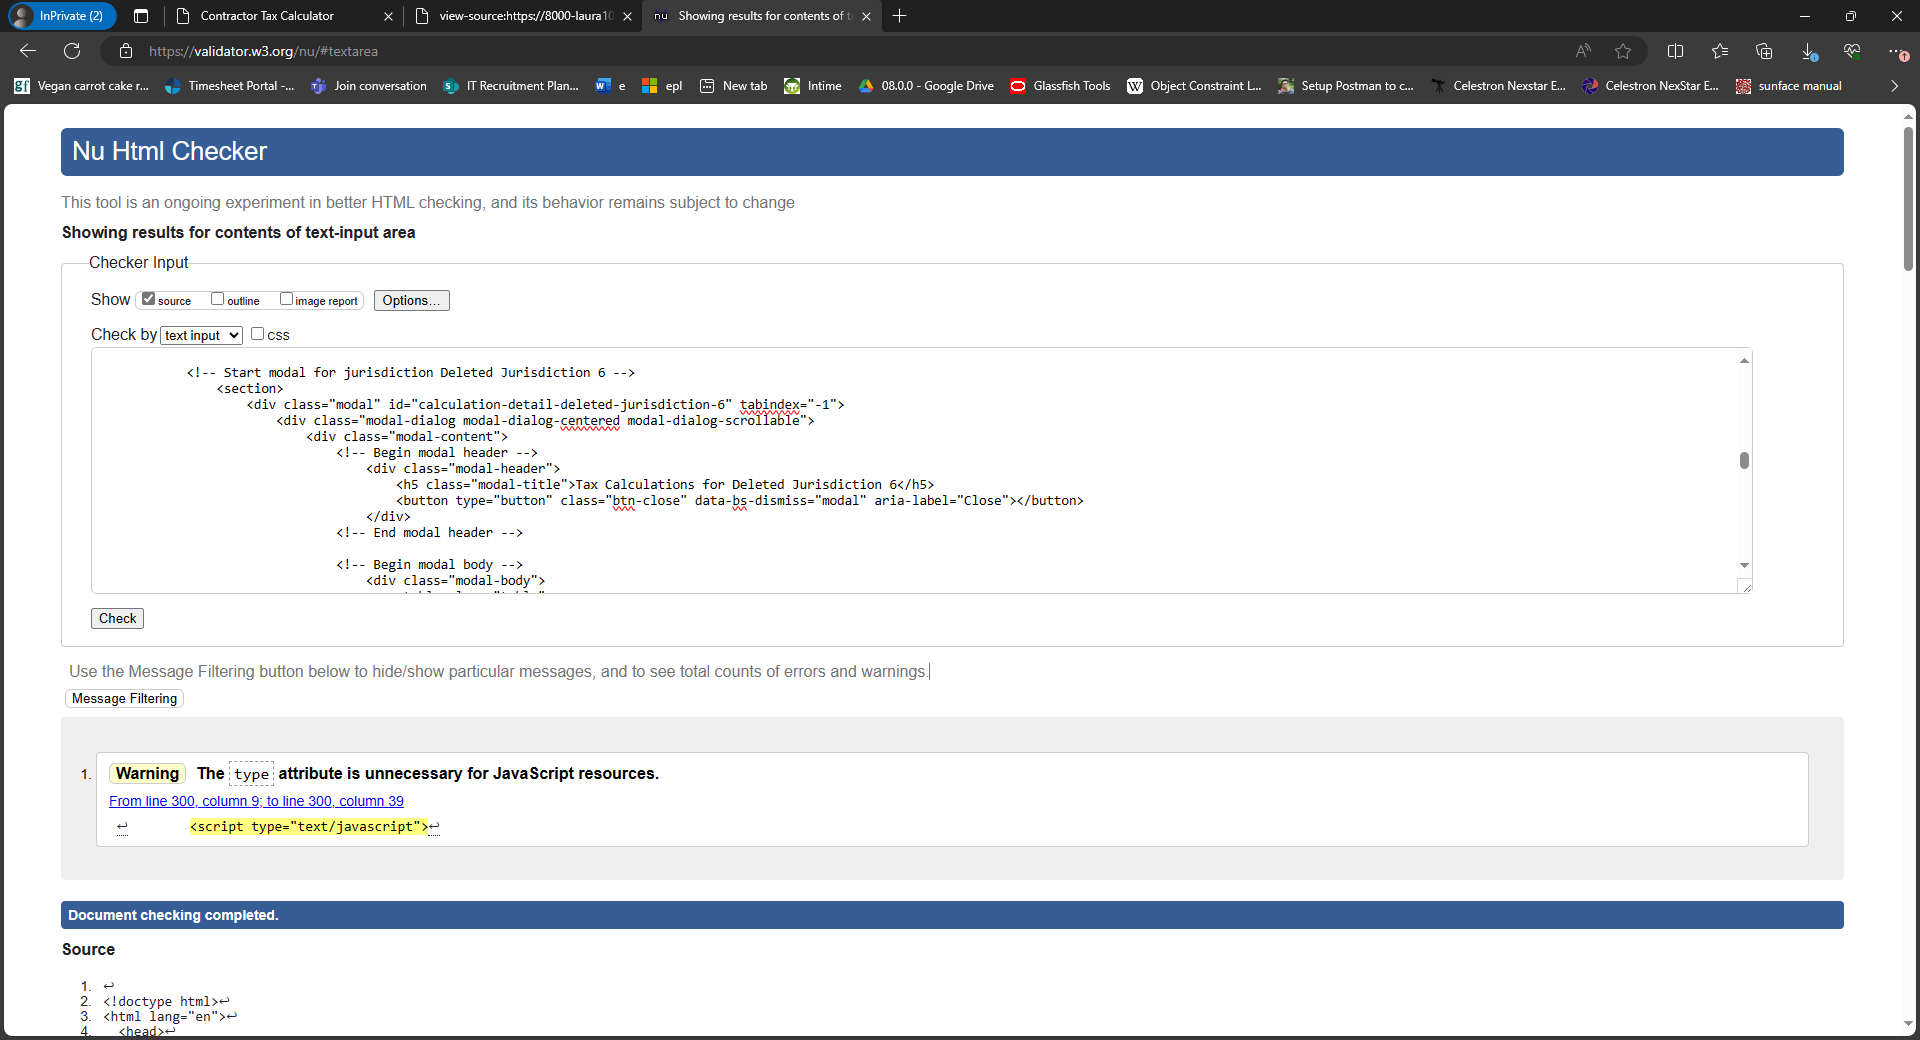 InPrivate (2)
Contractor Tax Calculator
view-source:https://8000-laura10
nu Showing results for contents of t
https://validator.w3.org/nu/#textarea
gf Vegan carrot cake r...
Timesheet Portal -...
Join conversation
IT Recruitment Plan...
e
epl
New tab
Intime
08.0.0 - Google Drive
Glassfish Tools
W Object Constraint L...
Setup Postman to c...
Celestron Nexstar E...
Celestron NexStar E...
sunface manual
Nu Html Checker
This tool is an ongoing experiment in better HTML checking, and its behavior remains subject to change
Showing results for contents of text-input area
Checker Input
Show source outline image report Options...
Check by text input css
<!-- Start modal for jurisdiction Deleted Jurisdiction 6 -->
<section>
<div class="modal" id="calculation-detail-deleted-jurisdiction-6" tabindex="-1">
<div class="modal-dialog modal-dialog-centered modal-dialog-scrollable">
<div class="modal-content">
<!-- Begin modal header -->
<div class="modal-header">
<h5 class="modal-title">Tax Calculations for Deleted Jurisdiction 6</h5>
<button type="button" class="btn-close" data-bs-dismiss="modal" aria-label="Close"></button>
</div>
<!-- End modal header -->
<!-- Begin modal body -->
<div class="modal-body">
Check
Use the Message Filtering button below to hide/show particular messages, and to see total counts of errors and warnings.
Message Filtering
1. Warning The type attribute is unnecessary for JavaScript resources.
From line 300, column 9; to line 300, column 39
↩ <script type="text/javascript">↩
Document checking completed.
Source
1. ↩
2. <!doctype html>↩
3. <html lang="en">↩
4. <head>↩